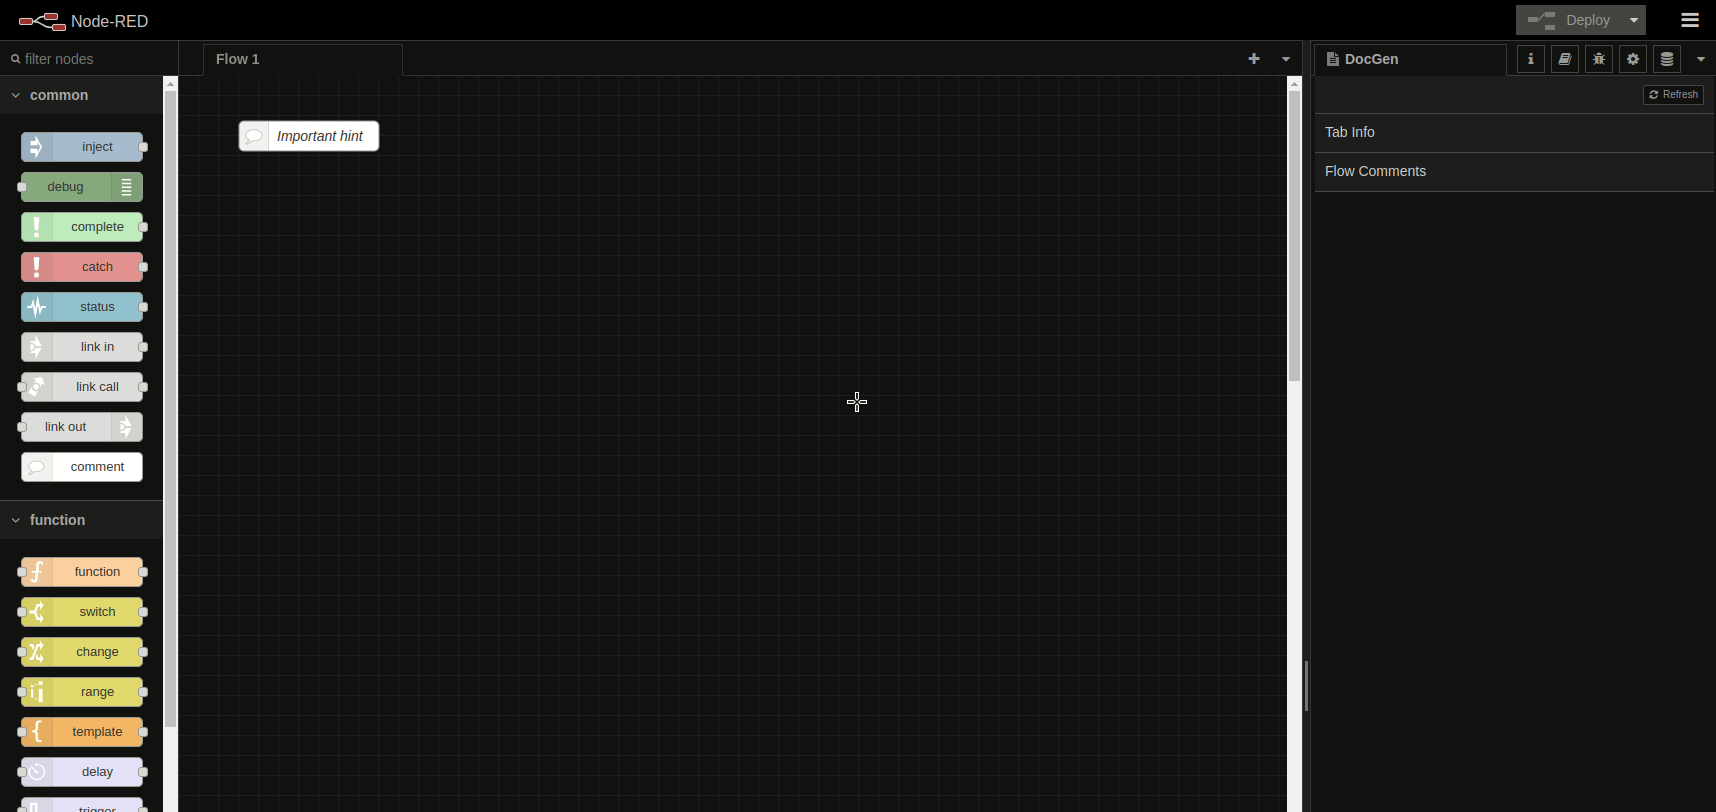 Node-RED
Deploy
filter nodes
Flow 1
DocGen
common
Refresh
Important hint
Tab Info
inject
Flow Comments
debug
complete
catch
status
link in
link call
link out
comment
function
function
switch
change
range
template
delay
trigger